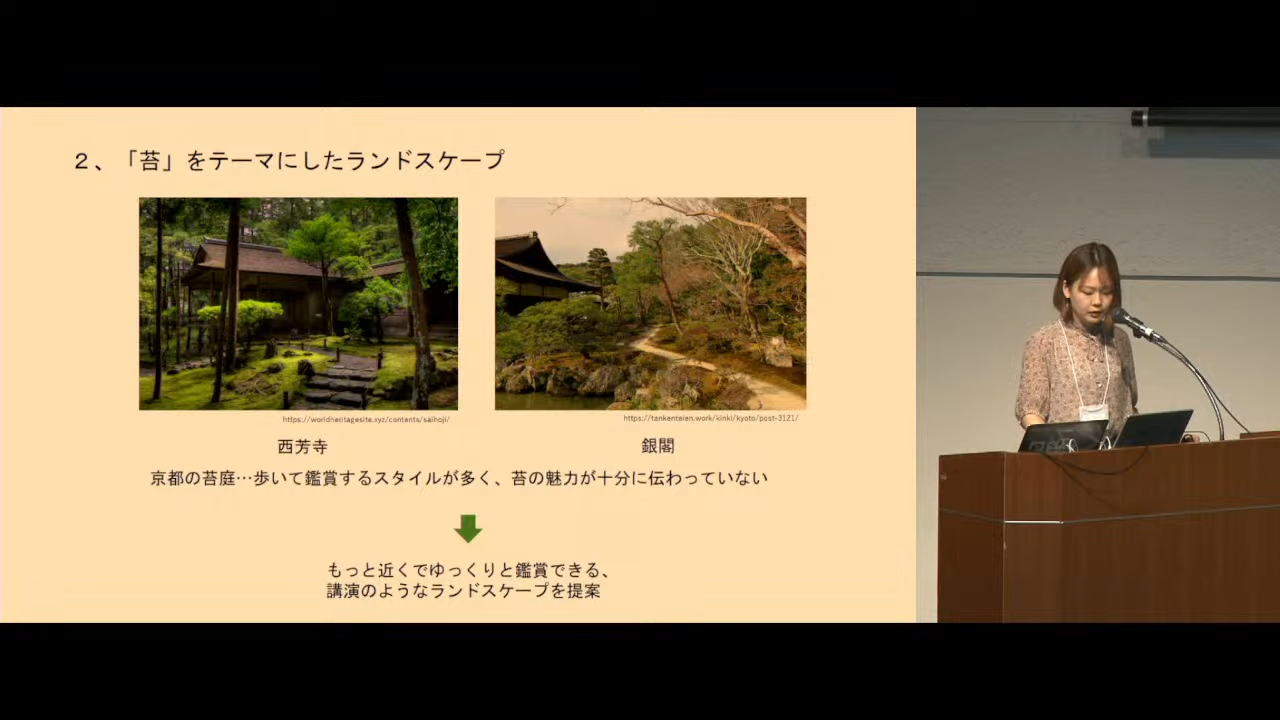 ２、「苔」をテーマにしたランドスケープ
https://worldheritagesite.xyz/contents/saihoji/
https://tankenteien.work/kinki/kyoto/post-3121/
西芳寺
銀閣
京都の苔庭…歩いて鑑賞するスタイルが多く、苔の魅力が十分に伝わっていない
もっと近くでゆっくりと鑑賞できる、
講演のようなランドスケープを提案